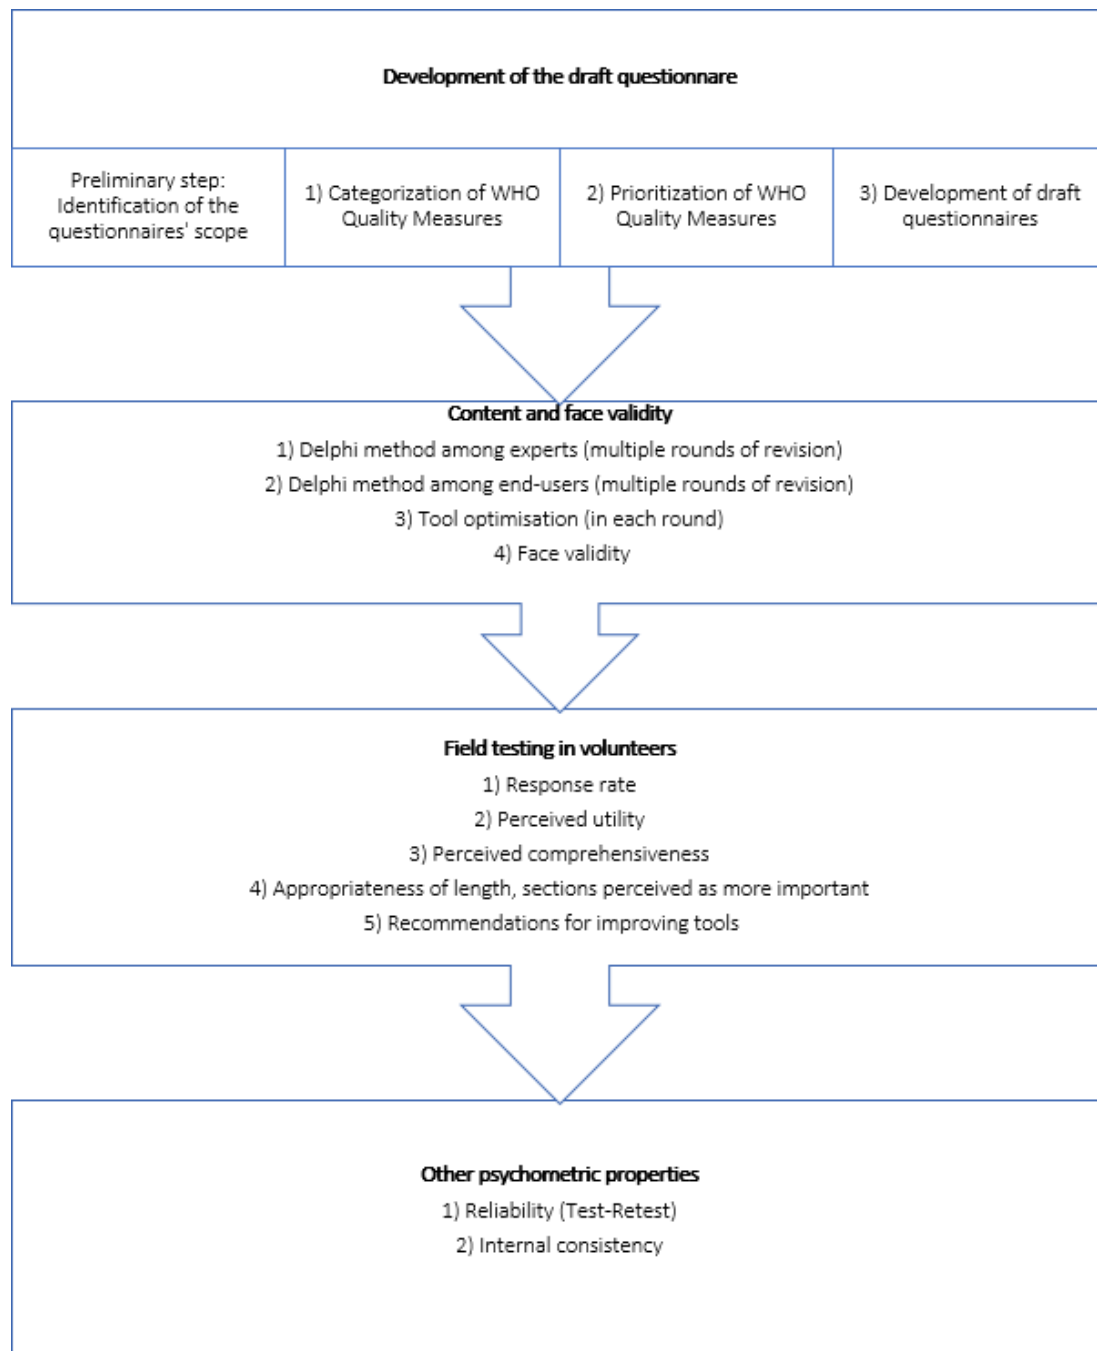 Development of the draft questionnare
Preliminary step:
Identification of the
questionnaires' scope
1) Categorization of WHO
Quality Measures
2) Prioritization of WHO
Quality Measures
3) Development of draft
questionnaires
Content and face validity
1) Delphi method among experts (multiple rounds of revision)
2) Delphi method among end-users (multiple rounds of revision)
3) Tool optimisation (in each round)
4) Face validity
Field testing in volunteers
1) Response rate
2) Perceived utility
3) Perceived comprehensiveness
4) Appropriateness of length, sections perceived as more important
5) Recommendations for improving tools
Other psychometric properties
1) Reliability (Test-Retest)
2) Internal consistency